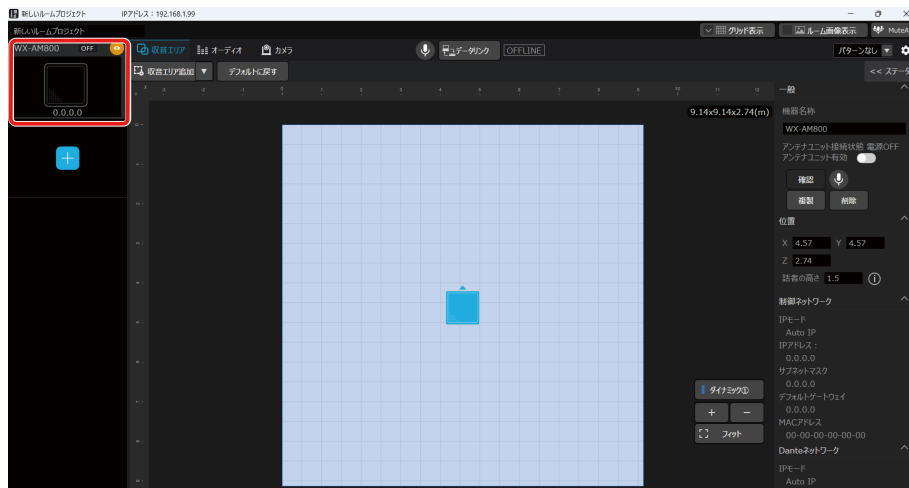 新しいルームプロジェクト IPアドレス：192.168.1.99
新しいルームプロジェクト
グリッド表示 ルーム画像表示 MuteA
WX-AM800 OFF
0.0.0.0
収音エリア オーディオ カメラ
データリンク OFFLINE
パターンなし
収音エリア追加 デフォルトに戻す
<< ステータ
9.14x9.14x2.74(m)
ダイナミック①
フィット
一般
機器名称
WX-AM800
アンテナユニット接続状態 電源OFF
アンテナユニット有効
確認
複製 削除
位置
X 4.57 Y 4.57
Z 2.74
話者の高さ 1.5
制御ネットワーク
IPモード
Auto IP
IPアドレス：
0.0.0.0
サブネットマスク
0.0.0.0
デフォルトゲートウェイ
0.0.0.0
MACアドレス
00-00-00-00-00-00
Danteネットワーク
IPモード
Auto IP